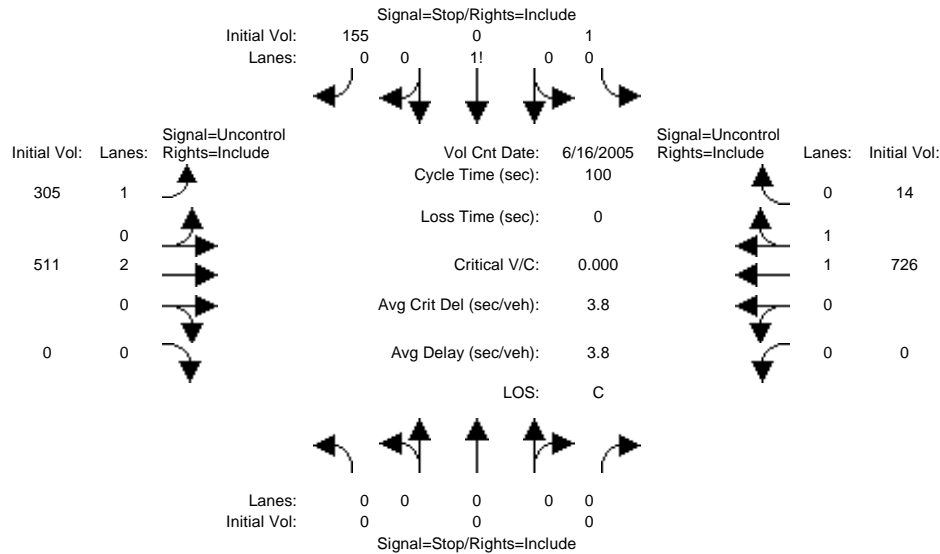 Signal=Stop/Rights=Include
Initial Vol: 155 0 1
Lanes: 0 0 1! 0 0
Signal=Uncontrol Signal=Uncontrol
Initial Vol: Lanes: Rights=Include Vol Cnt Date: 6/16/2005 Rights=Include Lanes: Initial Vol:
Cycle Time (sec): 100
305 1 0 14
Loss Time (sec): 0
0 1
511 2 Critical V/C: 0.000 1 726
0 Avg Crit Del (sec/veh): 3.8 0
0 0 Avg Delay (sec/veh): 3.8 0 0
LOS: C
Lanes: 0 0 0 0 0
Initial Vol: 0 0 0
Signal=Stop/Rights=Include